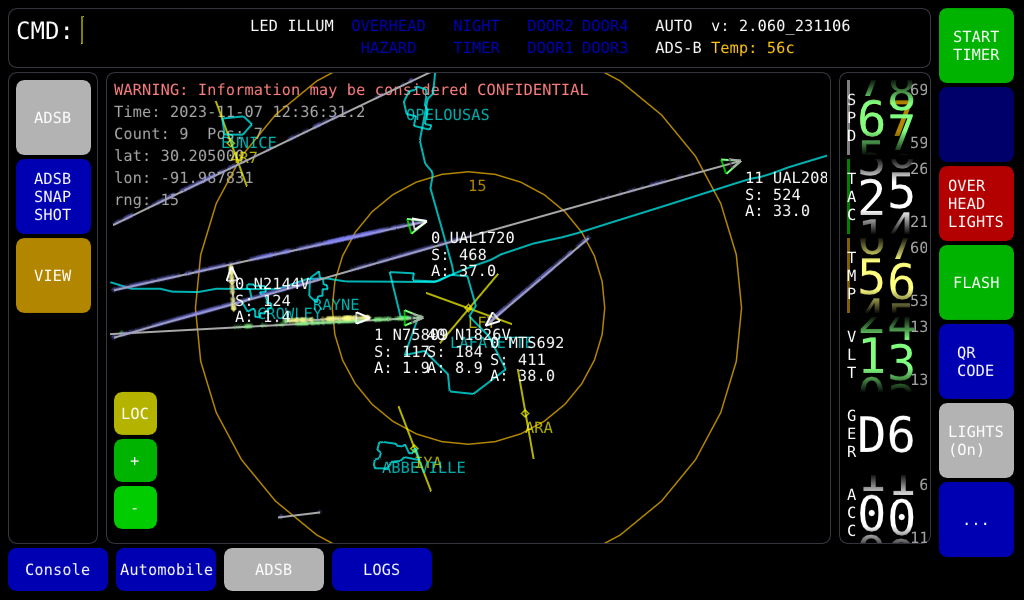 CMD:
LED ILLUM OVERHEAD NIGHT DOOR2 DOOR4 AUTO v: 2.060_231106
HAZARD TIMER DOOR1 DOOR3 ADS-B Temp: 56c
START TIMER
ADSB
ADSB SNAP SHOT
VIEW
WARNING: Information may be considered CONFIDENTIAL
Time: 2023-11-07 12:36:31.2
Count: 9 Pos: 7
lat: 30.205000
lon: -91.987831
rng: 15
OPELOUSAS
EUNICE
15
11 UAL208
S: 524
A: 33.0
0 UAL1720
S: 468
A: 37.0
0 N2144V
S: 124
A: 1.4
CROWLEY
RAYNE
1 N75809
S: 117
A: 1.9
N1826V
S: 184
A: 8.9
0 MTS692
S: 411
A: 38.0
ARA
IYA
ABBEVILLE
LOC
+
-
SPD
67
69
59
TAC
25
26
21
TMP
56
60
53
VLT
13
13
13
GER
D6
ACC
00
6
11
OVER HEAD LIGHTS
FLASH
QR CODE
LIGHTS (On)
...
Console
Automobile
ADSB
LOGS